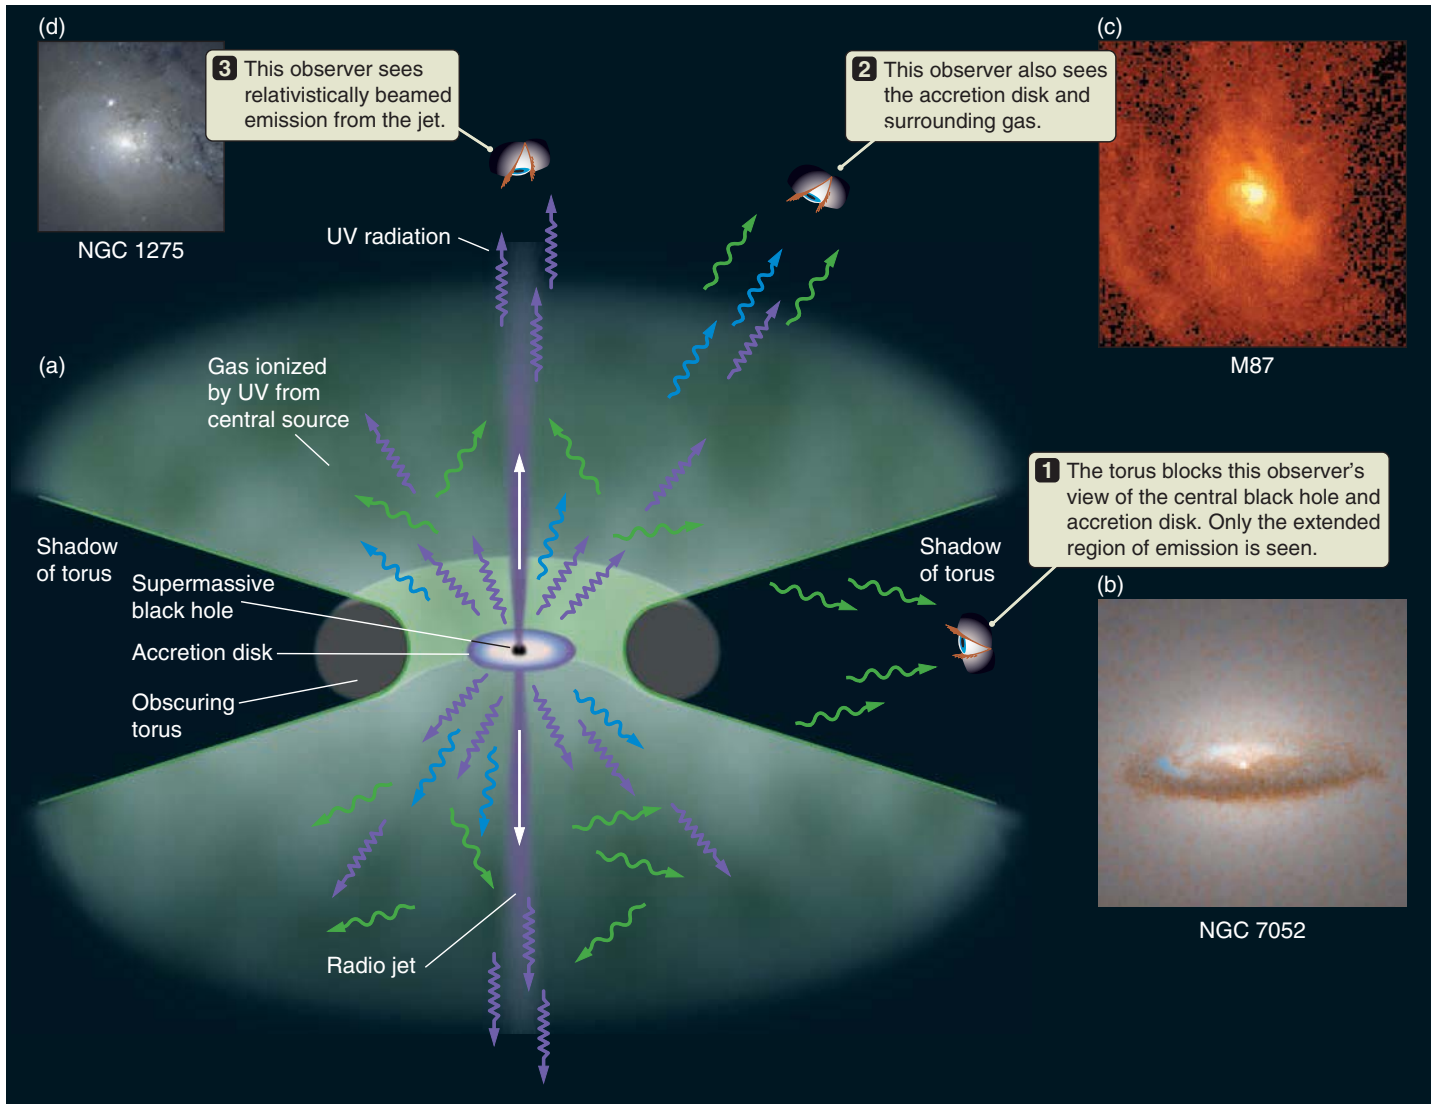 (d)
3 This observer sees
relativistically beamed
emission from the jet.
2 This observer also sees
the accretion disk and
surrounding gas.
(c)
NGC 1275
UV radiation
M87
(a)
Gas ionized
by UV from
central source
1 The torus blocks this observer's
view of the central black hole and
accretion disk. Only the extended
region of emission is seen.
Shadow
of torus
Shadow
of torus
Supermassive
black hole
(b)
Accretion disk
Obscuring
torus
NGC 7052
Radio jet